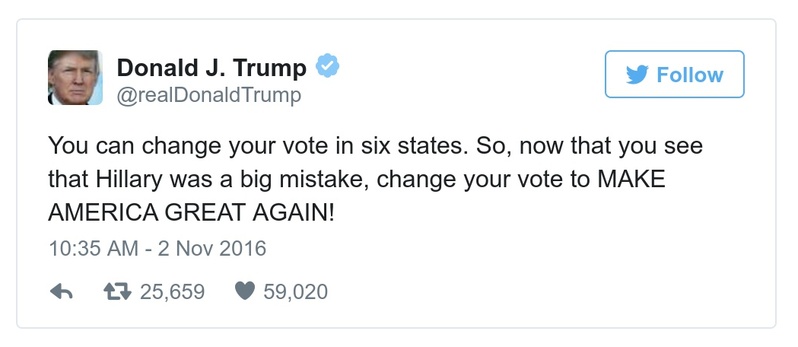 Donald J. Trump
@realDonaldTrump
Follow
You can change your vote in six states. So, now that you see
that Hillary was a big mistake, change your vote to MAKE
AMERICA GREAT AGAIN!
10:35 AM - 2 Nov 2016
25,659 59,020